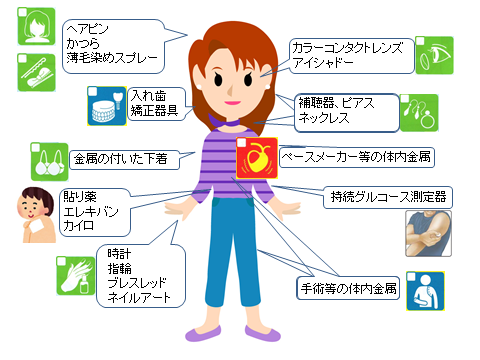 ヘアピン
かつら
薄毛染めスプレー
カラーコンタクトレンズ
アイシャドー
入れ歯
矯正器具
補聴器、ピアス
ネックレス
金属の付いた下着
ペースメーカー等の体内金属
貼り薬
エレキバン
カイロ
持続グルコース測定器
時計
指輪
ブレスレッド
ネイルアート
手術等の体内金属